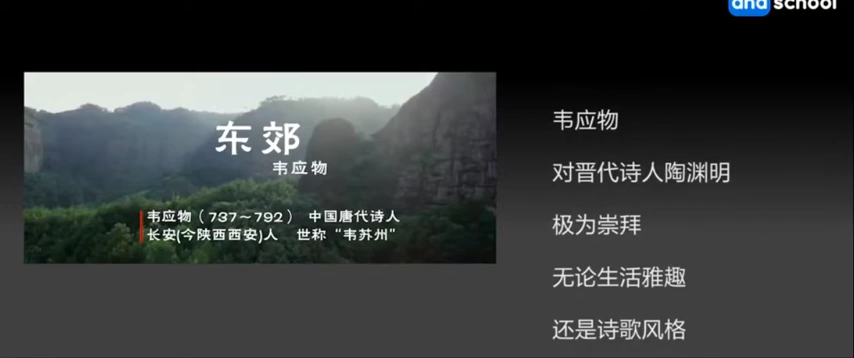 and school
东郊
韦应物
韦应物（737～792） 中国唐代诗人
长安(今陕西西安)人 世称“韦苏州”
韦应物
对晋代诗人陶渊明
极为崇拜
无论生活雅趣
还是诗歌风格